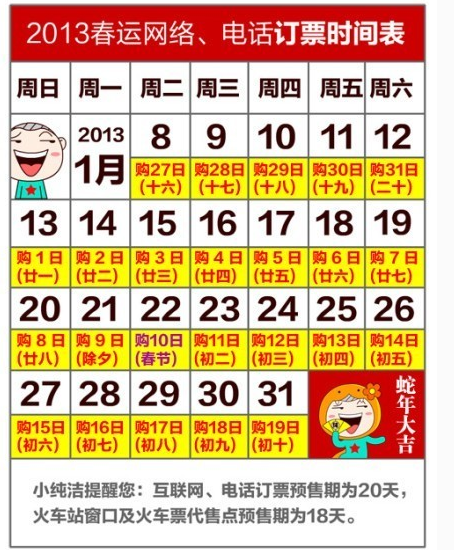 2013春运网络、电话订票时间表
周日 周一 周二 周三 周四 周五 周六
2013
1月
8 9 10 11 12
购27日 购28日 购29日 购30日 购31日
(十六) (十七) (十八) (十九) (二十)
13 14 15 16 17 18 19
购1日 购2日 购3日 购4日 购5日 购6日 购7日
(廿一) (廿二) (廿三) (廿四) (廿五) (廿六) (廿七)
20 21 22 23 24 25 26
购8日 购9日 购10日 购11日 购12日 购13日 购14日
(廿八) (除夕) (春节) (初二) (初三) (初四) (初五)
27 28 29 30 31
购15日 购16日 购17日 购18日 购19日
(初六) (初七) (初八) (初九) (初十)
蛇年大吉
小纯洁提醒您：互联网、电话订票预售期为20天，
火车站窗口及火车票代售点预售期为18天。